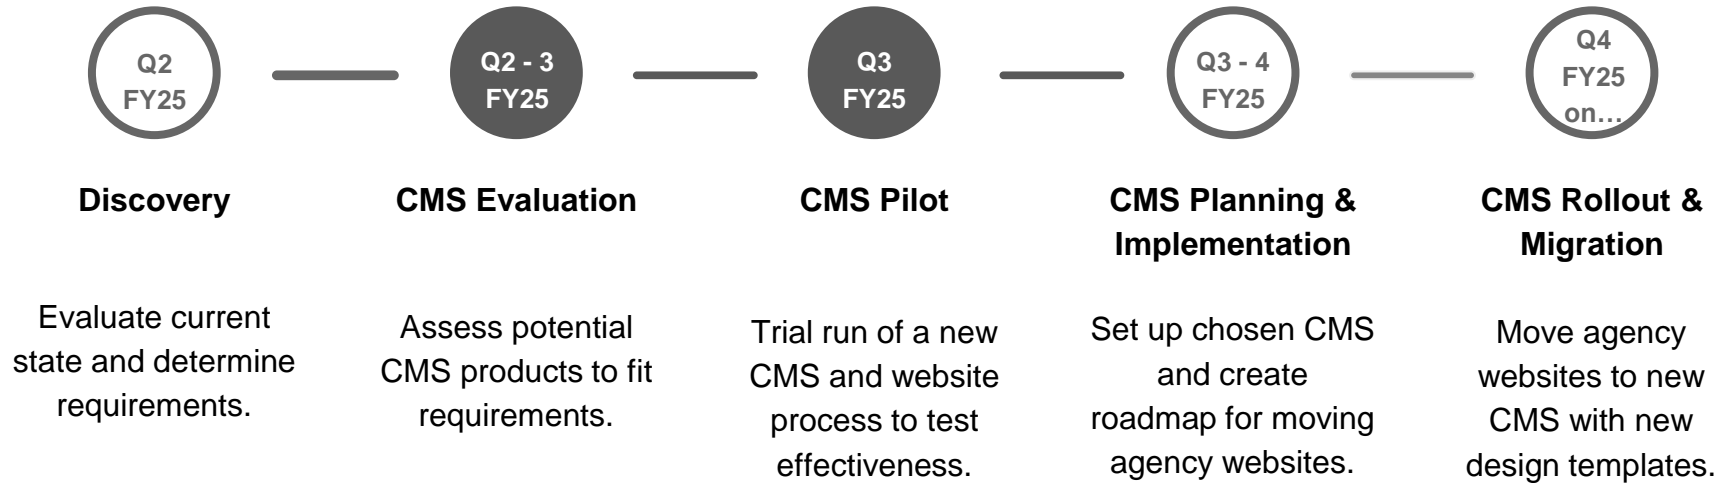 Q2
FY25
Q2 - 3
FY25
Q3
FY25
Q3 - 4
FY25
Q4
FY25
on…
Discovery
CMS Evaluation
CMS Pilot
CMS Planning &
Implementation
CMS Rollout &
Migration
Evaluate current
state and determine
requirements.
Assess potential
CMS products to fit
requirements.
Trial run of a new
CMS and website
process to test
effectiveness.
Set up chosen CMS
and create
roadmap for moving
agency websites.
Move agency
websites to new
CMS with new
design templates.